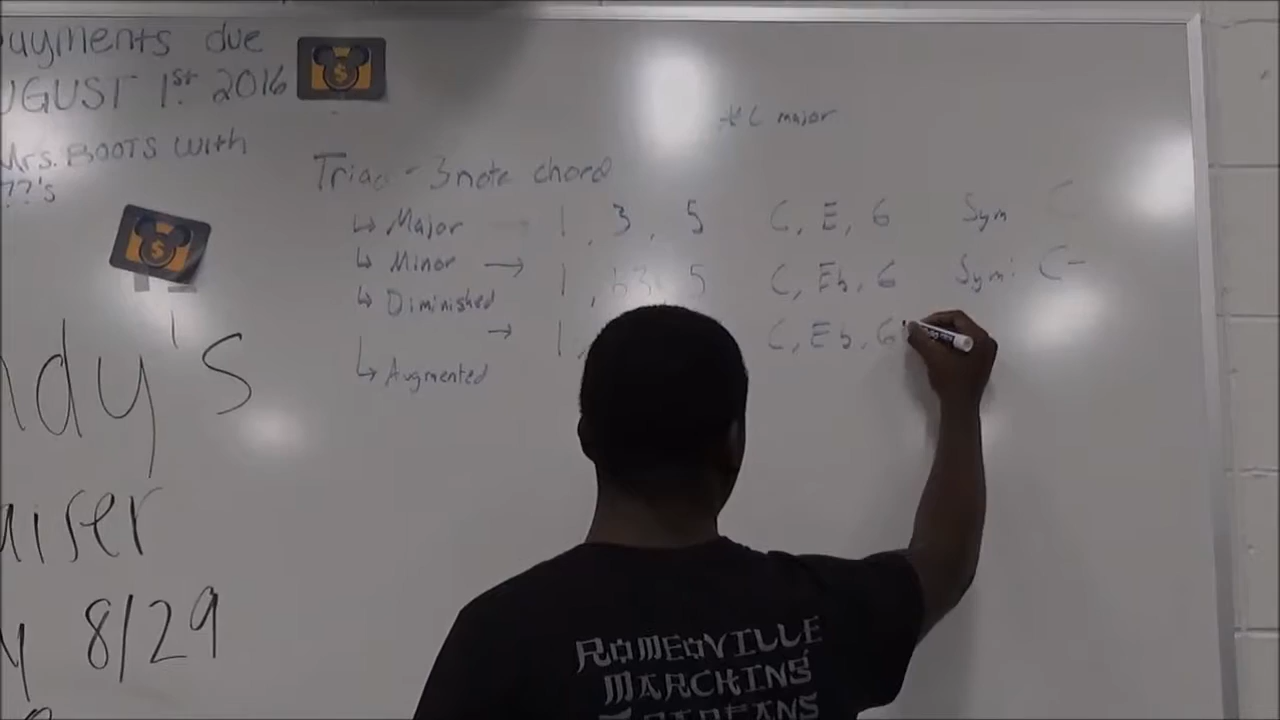 ayments due
UGUST 1st. 2016
Mrs. BOOTS with
??'s
ndy's
aiser
y 8/29
* C major
Triad - 3 note chord
↳ Major 1, 3, 5 C, E, G Sym C
↳ Minor → 1, b3, 5 C, Eb, G Sym: C-
↳ Diminished → 1, C, Eb, G
↳ Augmented
ROMEOVILLE
MARCHING
SPARTANS